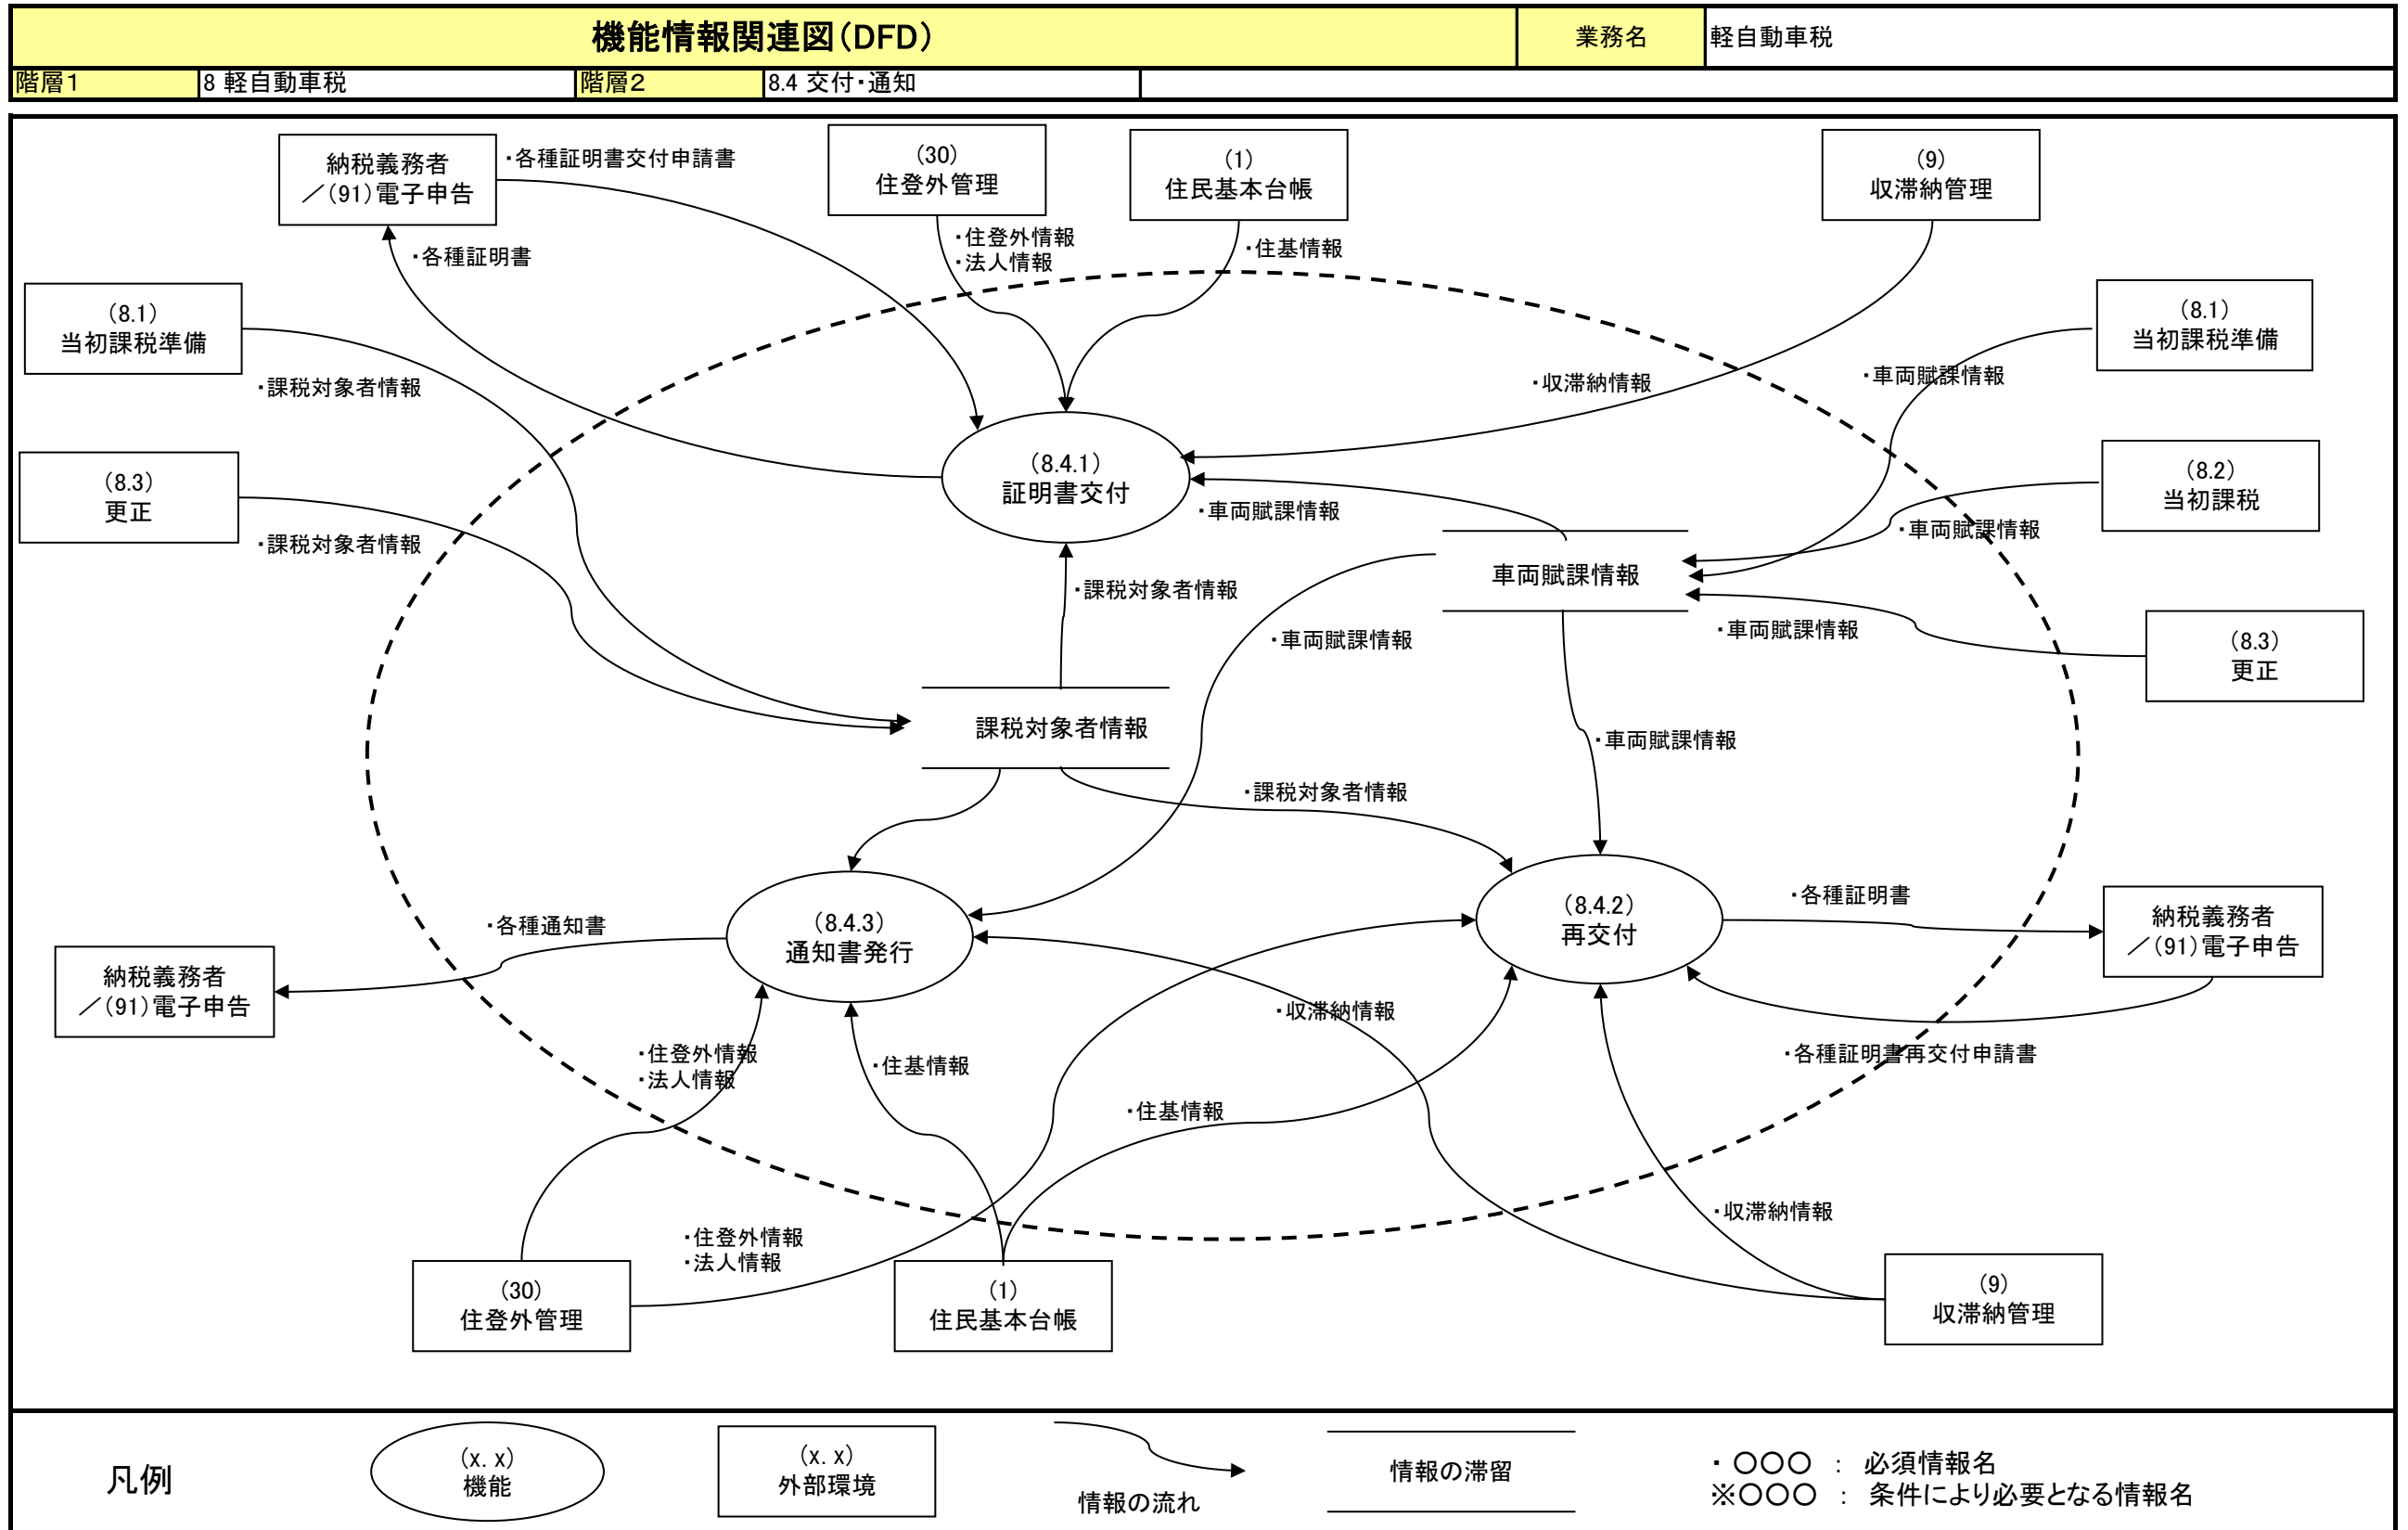 機能情報関連図(DFD)
業務名
軽自動車税
階層1
8 軽自動車税
階層2
8.4 交付・通知
納税義務者
／(91)電子申告
・各種証明書交付申請書
(30)
住登外管理
(1)
住民基本台帳
(9)
収滞納管理
・各種証明書
・住登外情報
・法人情報
・住基情報
(8.1)
当初課税準備
・課税対象者情報
・収滞納情報
・車両賦課情報
(8.1)
当初課税準備
(8.3)
更正
・課税対象者情報
(8.4.1)
証明書交付
・車両賦課情報
・車両賦課情報
(8.2)
当初課税
・課税対象者情報
車両賦課情報
・車両賦課情報
・車両賦課情報
(8.3)
更正
課税対象者情報
・車両賦課情報
・課税対象者情報
(8.4.3)
通知書発行
(8.4.2)
再交付
・各種証明書
納税義務者
／(91)電子申告
・各種通知書
納税義務者
／(91)電子申告
・収滞納情報
・住登外情報
・法人情報
・住基情報
・各種証明書再交付申請書
・住基情報
・住登外情報
・法人情報
・収滞納情報
(30)
住登外管理
(1)
住民基本台帳
(9)
収滞納管理
凡例
(x. x)
機能
(x. x)
外部環境
情報の流れ
情報の滞留
・ 〇〇〇 ： 必須情報名
※〇〇〇 ： 条件により必要となる情報名